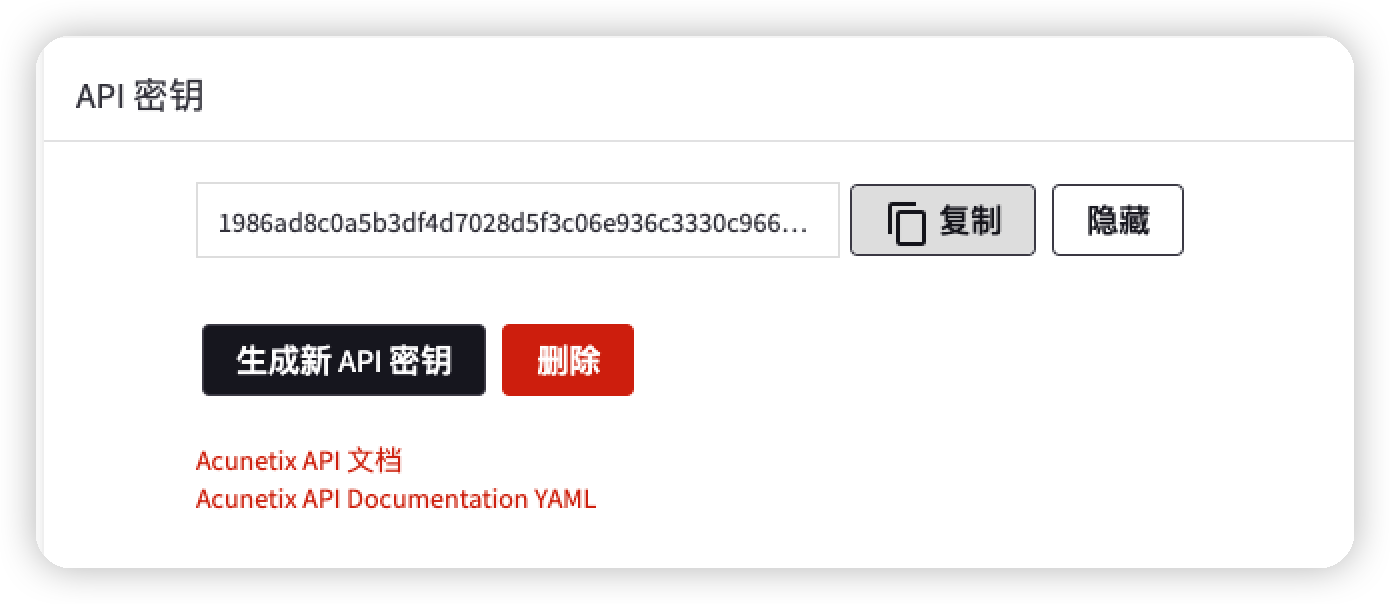 API 密钥
1986ad8c0a5b3df4d7028d5f3c06e936c3330c966...
复制
隐藏
生成新 API 密钥
删除
Acunetix API 文档
Acunetix API Documentation YAML